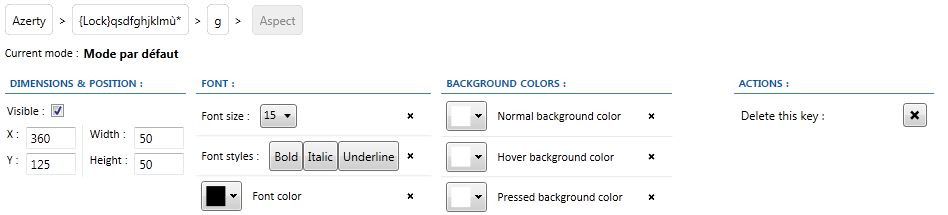 Azerty > {Lock}qsdfghjklmù* > g > Aspect
Current mode : Mode par défaut
DIMENSIONS & POSITION : FONT : BACKGROUND COLORS : ACTIONS :
Visible : Font size : 15 Normal background color Delete this key :
X : 360 Width : 50
Y : 125 Height : 50 Font styles : Bold Italic Underline Hover background color
Font color Pressed background color